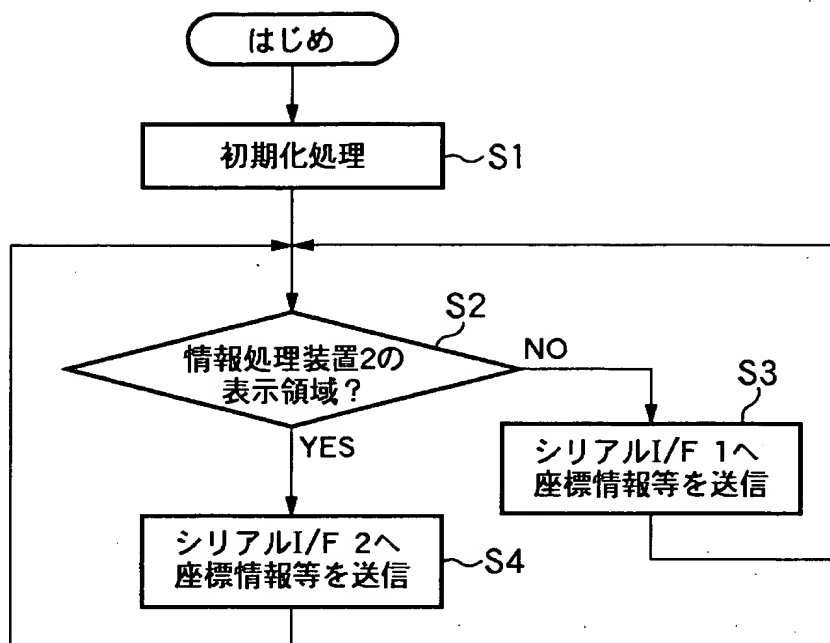 はじめ
初期化処理
S1
S2
情報処理装置2の
表示領域?
NO
YES
S3
シリアルI/F 1へ
座標情報等を送信
シリアルI/F 2へ
座標情報等を送信
S4